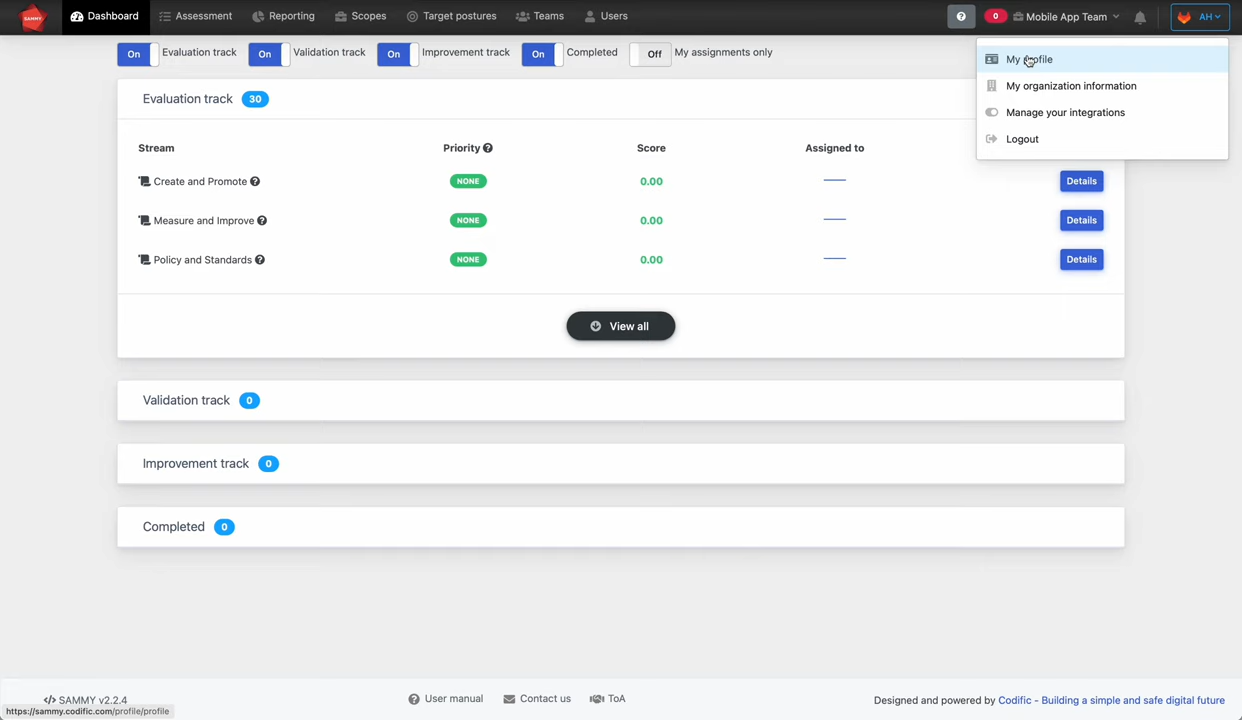 SAMMY
Dashboard
Assessment
Reporting
Scopes
Target postures
Teams
Users
?
0
Mobile App Team
AH
On
Evaluation track
On
Validation track
On
Improvement track
On
Completed
Off
My assignments only
My profile
My organization information
Manage your integrations
Logout
Evaluation track 30
Stream Priority ? Score Assigned to
Create and Promote ? NONE 0.00 Details
Measure and Improve ? NONE 0.00 Details
Policy and Standards ? NONE 0.00 Details
View all
Validation track 0
Improvement track 0
Completed 0
</> SAMMY v2.2.4
? User manual
Contact us
ToA
Designed and powered by Codific - Building a simple and safe digital future
https://sammy.codific.com/profile/profile